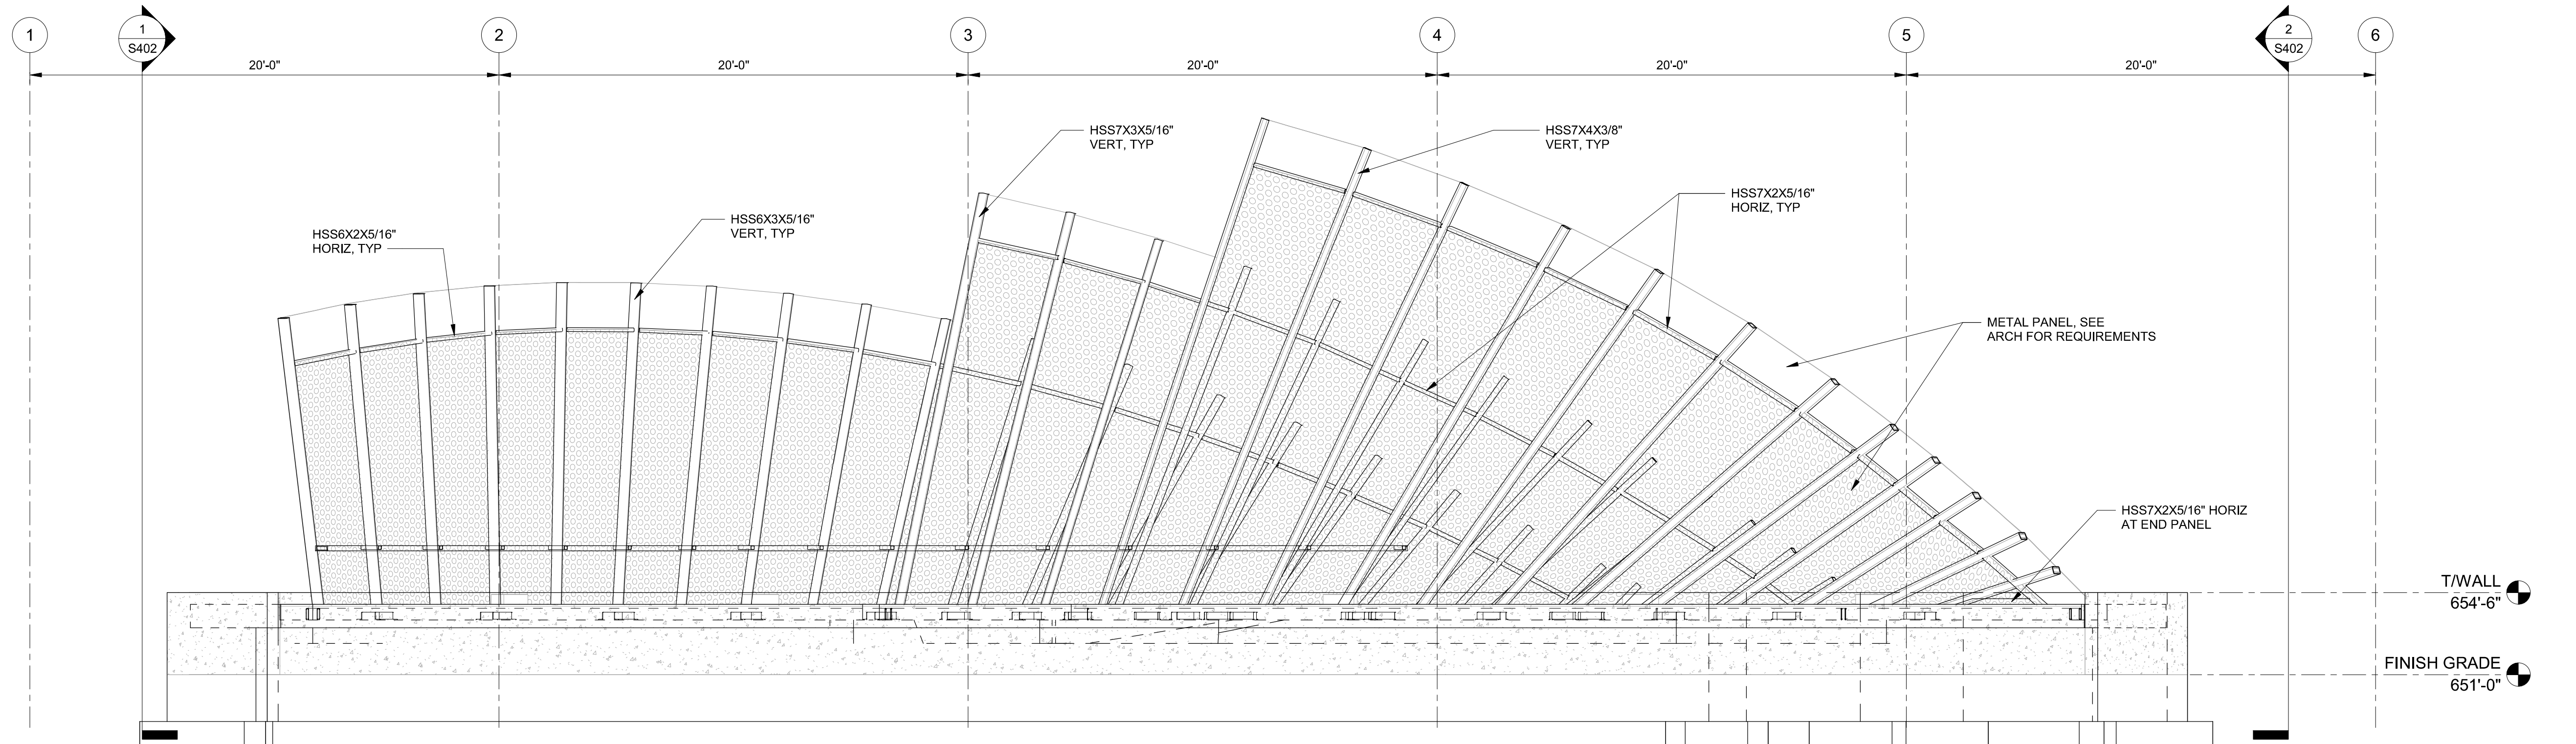 1
1
S402
2
3
4
5
2
S402
6
20'-0"
20'-0"
20'-0"
20'-0"
20'-0"
HSS7X3X5/16"
VERT, TYP
HSS7X4X3/8"
VERT, TYP
HSS7X2X5/16"
HORIZ, TYP
HSS6X3X5/16"
VERT, TYP
HSS6X2X5/16"
HORIZ, TYP
METAL PANEL, SEE
ARCH FOR REQUIREMENTS
HSS7X2X5/16" HORIZ
AT END PANEL
T/WALL
654'-6"
FINISH GRADE
651'-0"